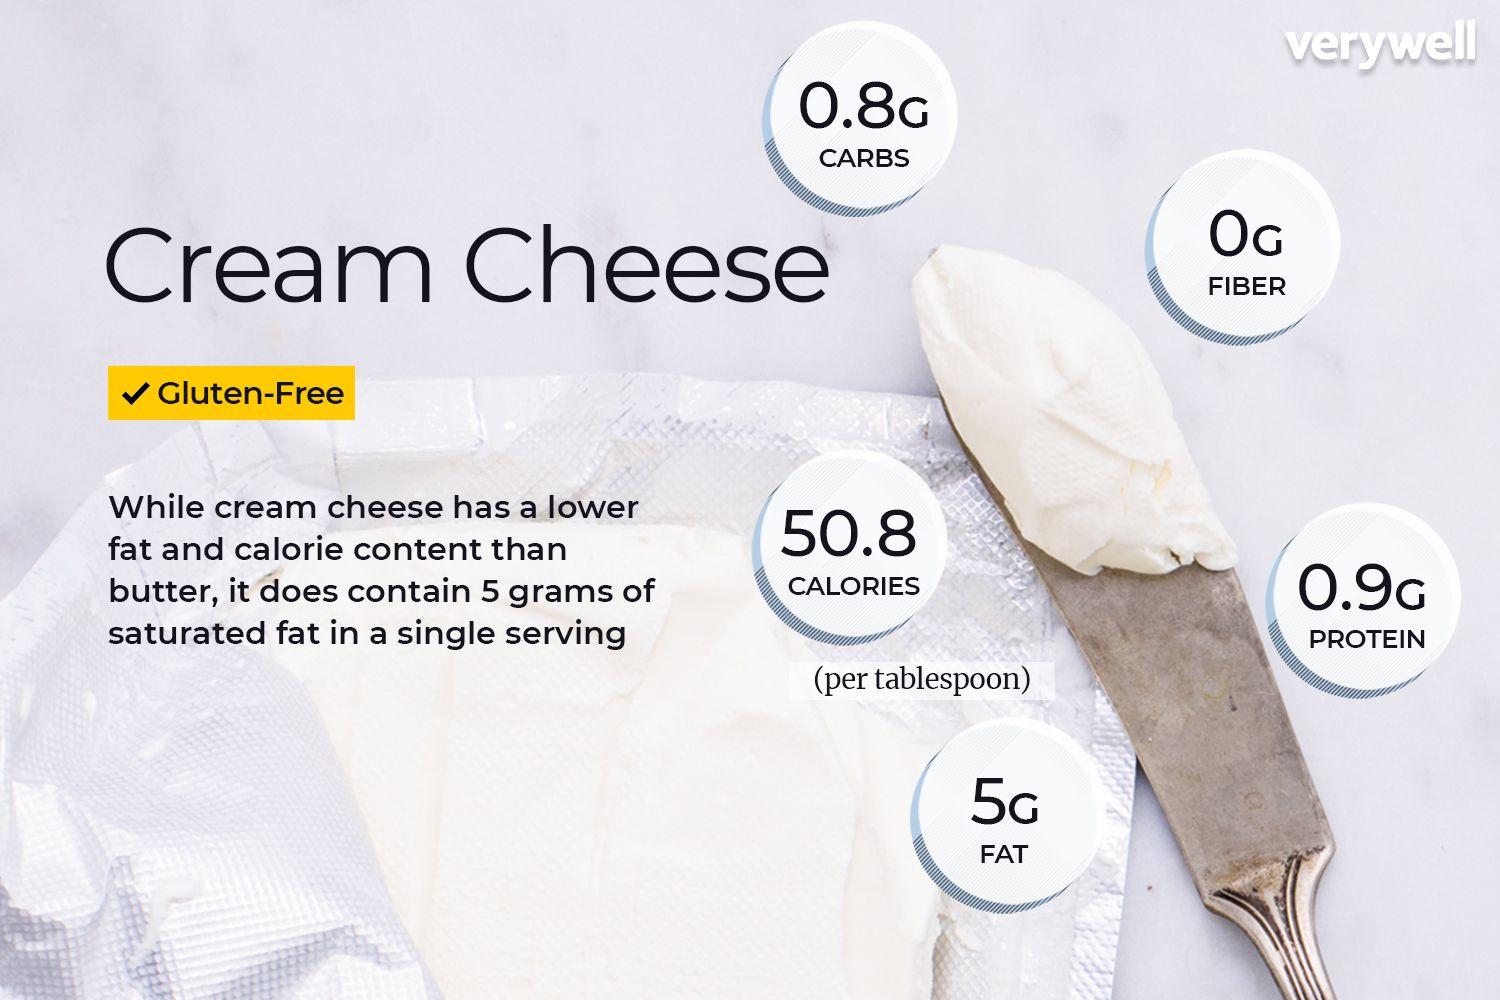 verywell
0.8G
CARBS
0G
FIBER
Cream Cheese
✓ Gluten-Free
While cream cheese has a lower
fat and calorie content than
butter, it does contain 5 grams of
saturated fat in a single serving
50.8
CALORIES
(per tablespoon)
0.9G
PROTEIN
5G
FAT